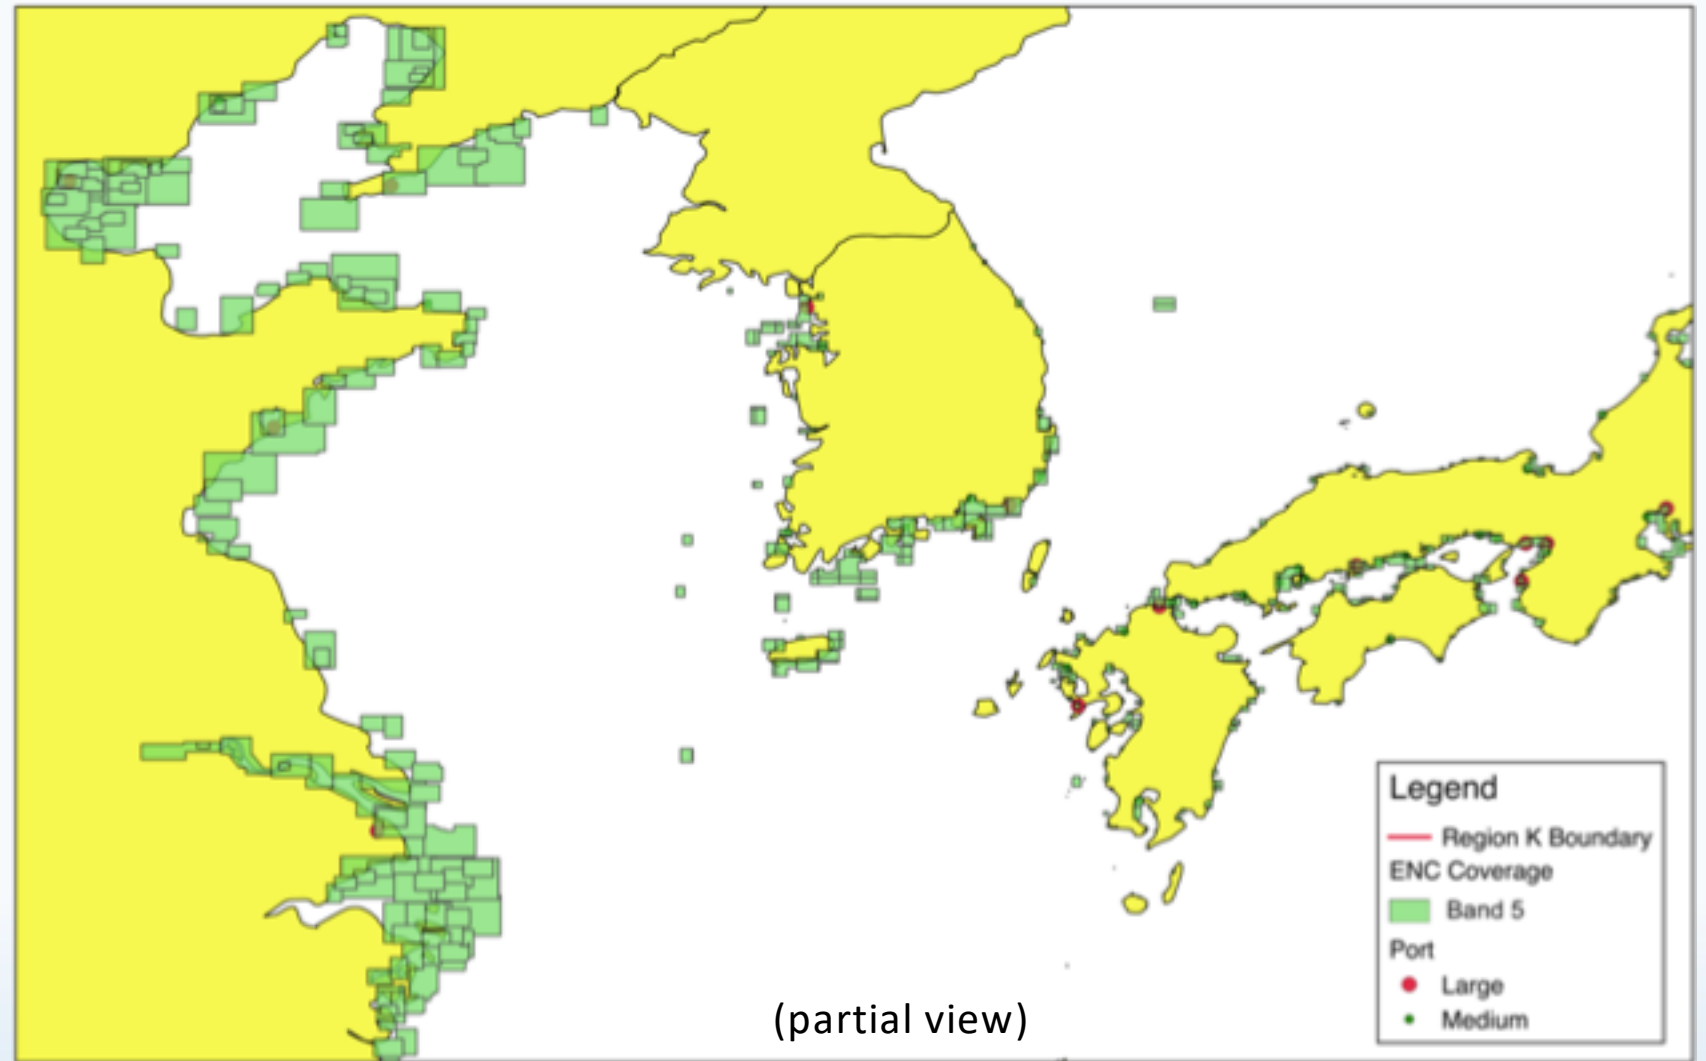 Legend
Region K Boundary
ENC Coverage
Band 5
Port
Large
Medium
(partial view)